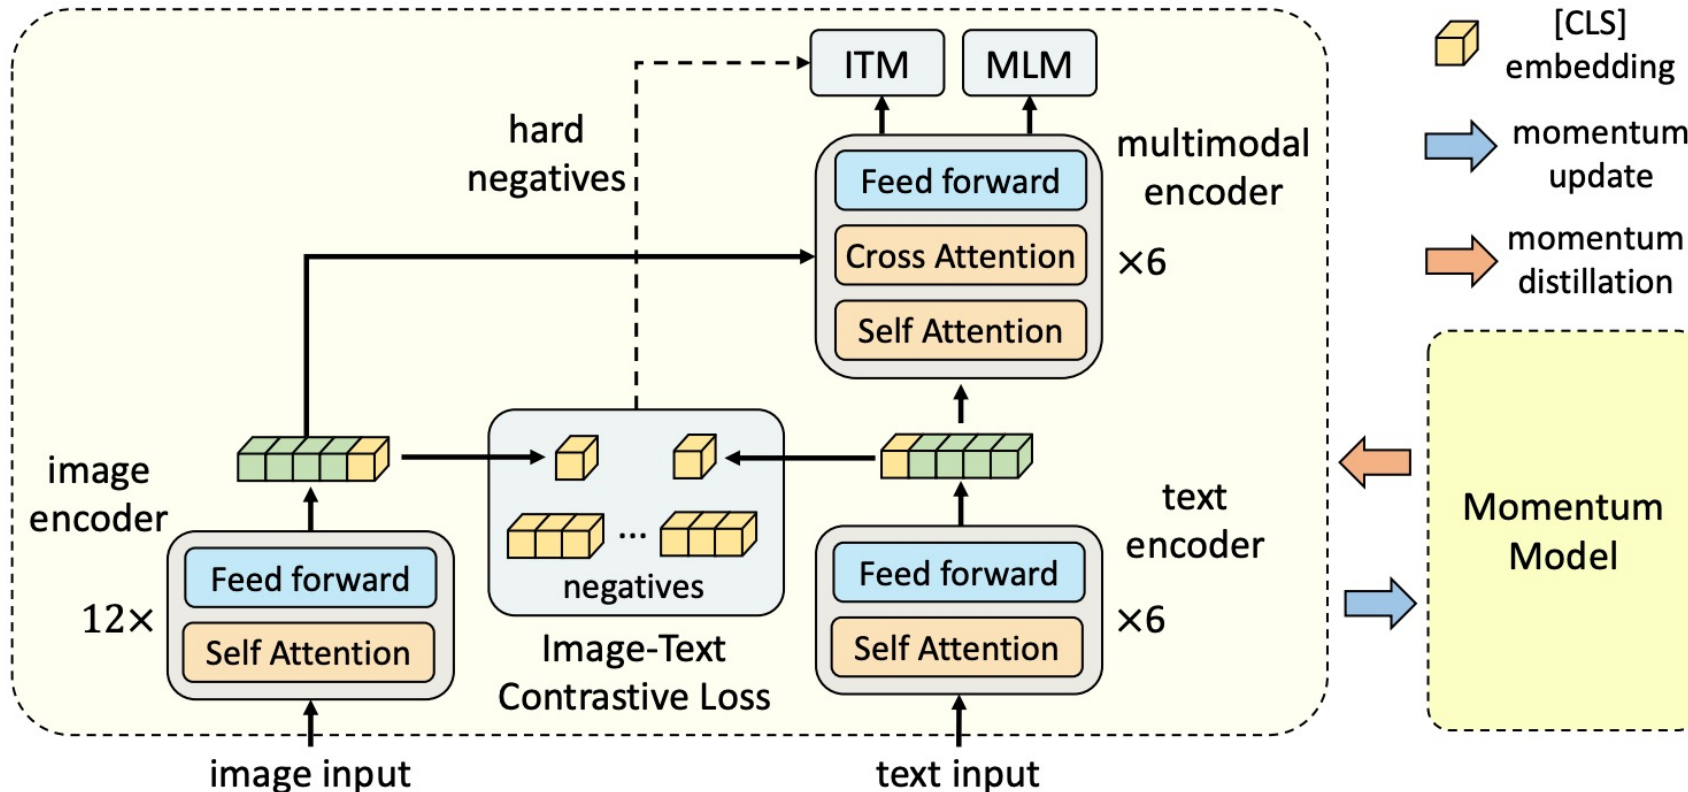 ITM
MLM
hard
negatives
multimodal
encoder
Feed forward
Cross Attention
Self Attention
×6
image
encoder
12×
Feed forward
Self Attention
...
negatives
Image-Text
Contrastive Loss
text
encoder
Feed forward
Self Attention
×6
image input
text input
[CLS]
embedding
momentum
update
momentum
distillation
Momentum
Model